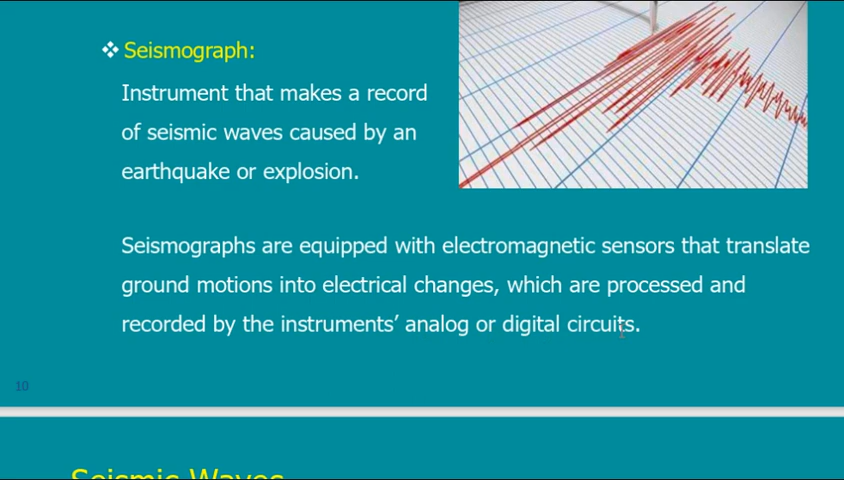 ❖ Seismograph:
Instrument that makes a record
of seismic waves caused by an
earthquake or explosion.
Seismographs are equipped with electromagnetic sensors that translate
ground motions into electrical changes, which are processed and
recorded by the instruments’ analog or digital circuits.
10
Seismic Waves